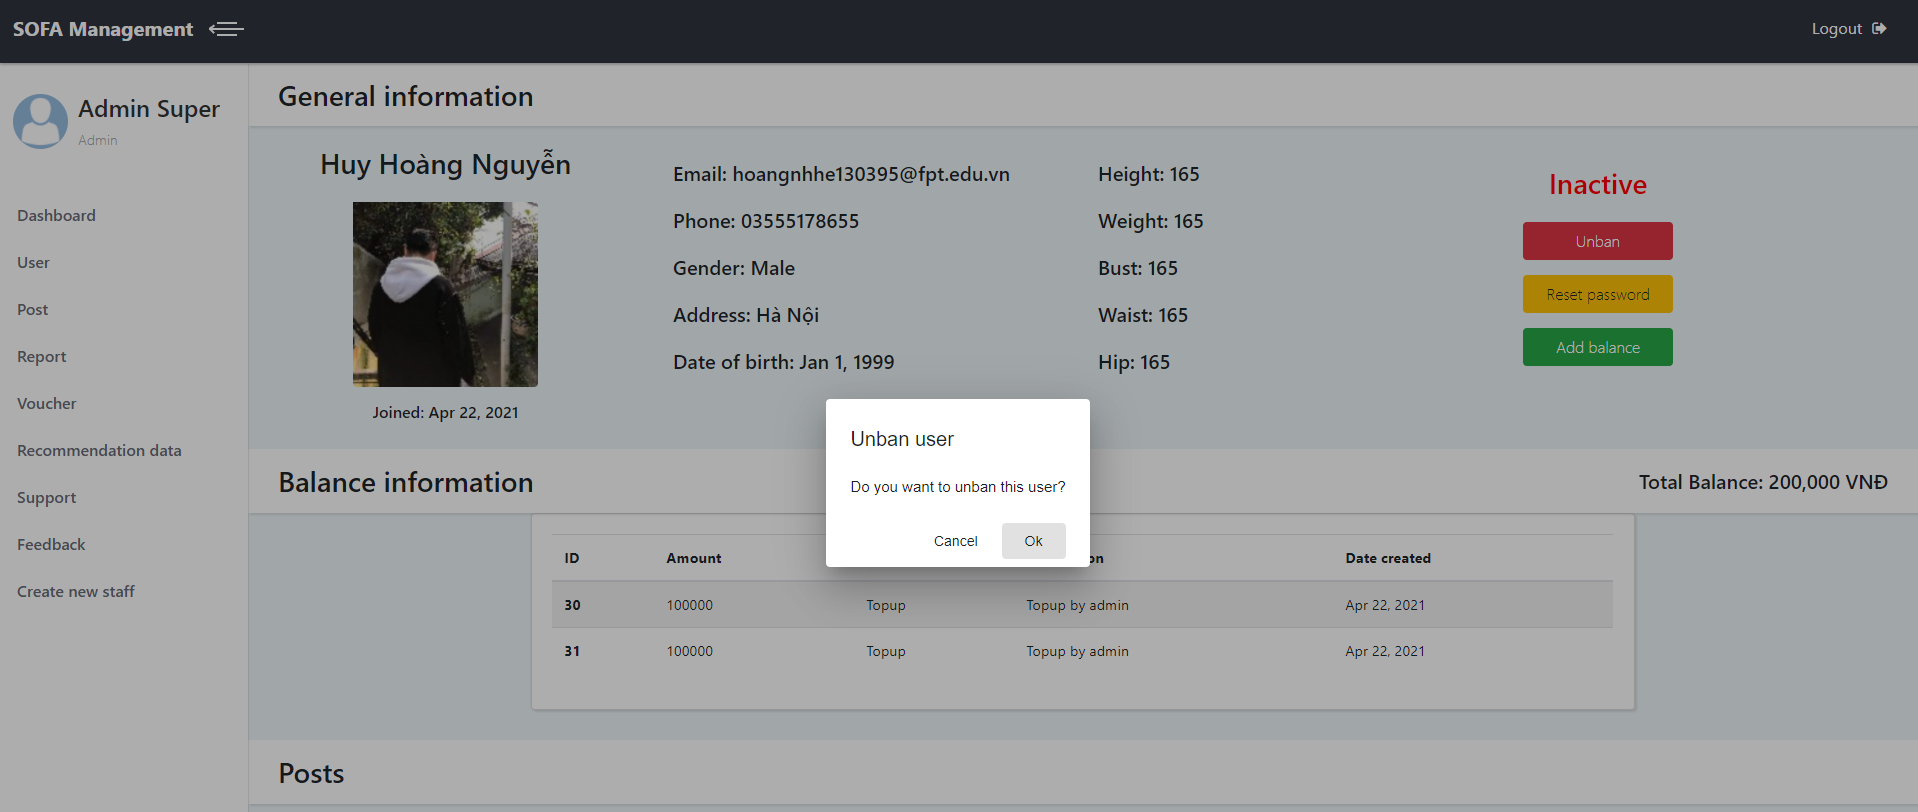 SOFA Management
Logout
Admin Super
Admin
Dashboard
User
Post
Report
Voucher
Recommendation data
Support
Feedback
Create new staff
General information
Huy Hoàng Nguyễn
Joined: Apr 22, 2021
Email: hoangnhhe130395@fpt.edu.vn
Phone: 03555178655
Gender: Male
Address: Hà Nội
Date of birth: Jan 1, 1999
Height: 165
Weight: 165
Bust: 165
Waist: 165
Hip: 165
Inactive
Unban
Reset password
Add balance
Unban user
Do you want to unban this user?
Cancel Ok
Balance information
Total Balance: 200,000 VNĐ
ID Amount on Date created
30 100000 Topup Topup by admin Apr 22, 2021
31 100000 Topup Topup by admin Apr 22, 2021
Posts